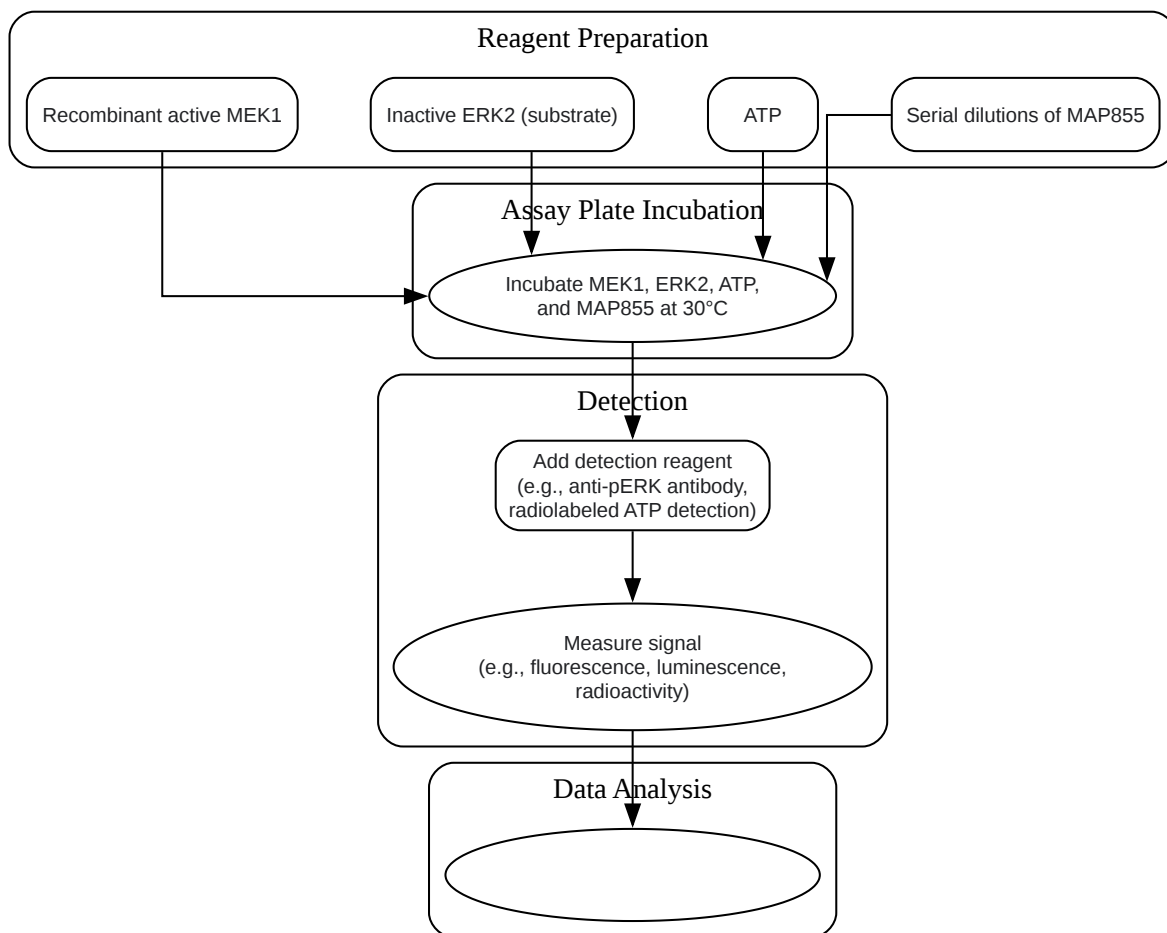 Reagent Preparation
Recombinant active MEK1
Inactive ERK2 (substrate)
ATP
Serial dilutions of MAP855
Assay Plate Incubation
Incubate MEK1, ERK2, ATP,
and MAP855 at 30°C
Detection
Add detection reagent
(e.g., anti-pERK antibody,
radiolabeled ATP detection)
Measure signal
(e.g., fluorescence, luminescence,
radioactivity)
Data Analysis